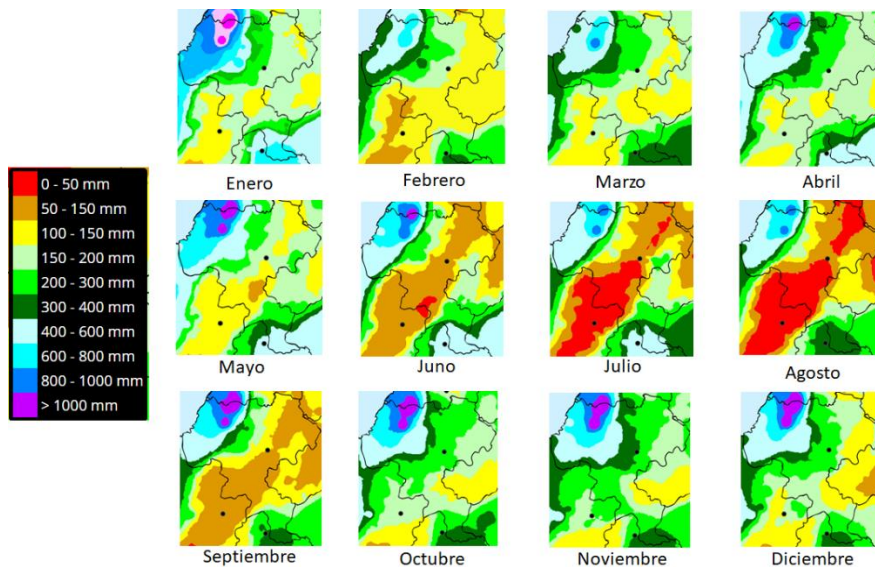 Enero
Febrero
Marzo
Abril
0 - 50 mm
50 - 150 mm
100 - 150 mm
150 - 200 mm
200 - 300 mm
300 - 400 mm
400 - 600 mm
600 - 800 mm
800 - 1000 mm
> 1000 mm
Mayo
Juno
Julio
Agosto
Septiembre
Octubre
Noviembre
Diciembre